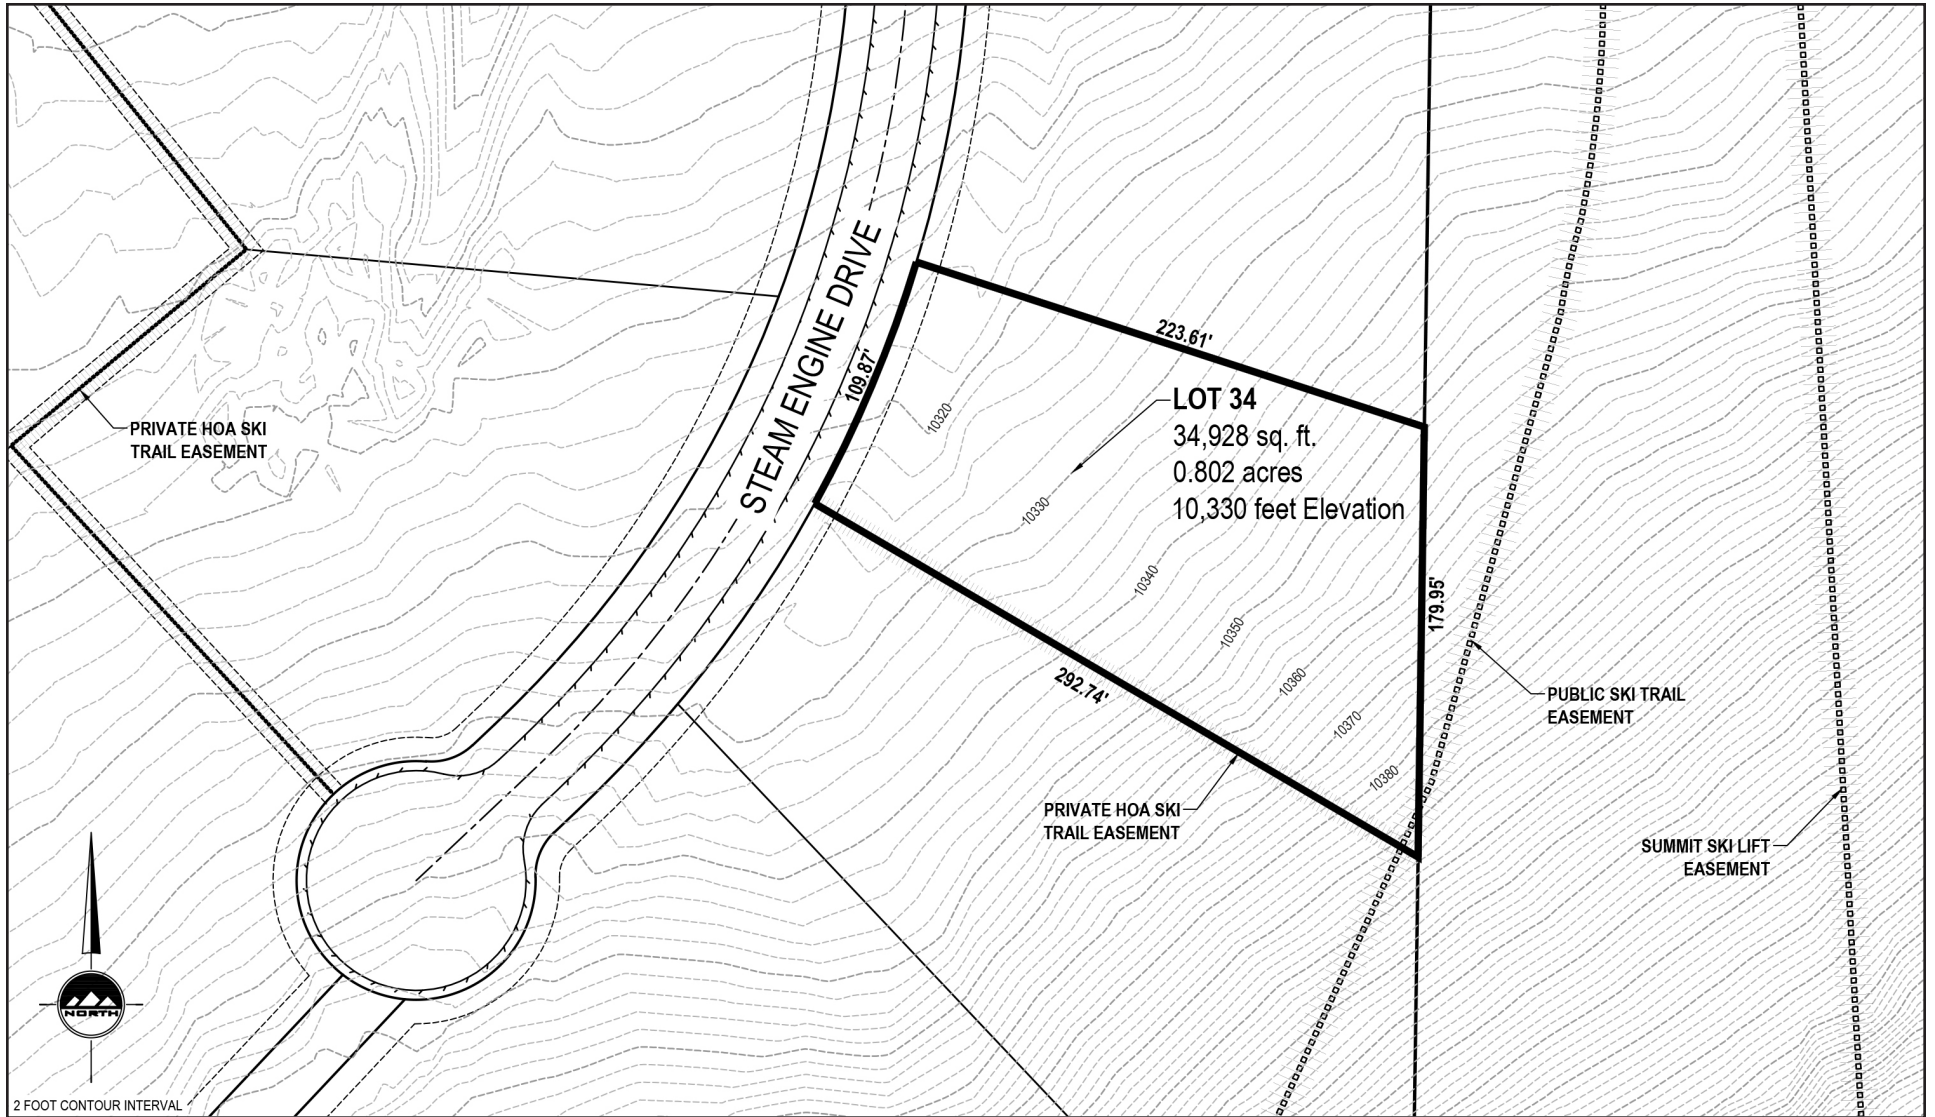 STEAM ENGINE DRIVE
223.61'
109.87'
LOT 34
34,928 sq. ft.
0.802 acres
10,330 feet Elevation
10320
PRIVATE HOA SKI
TRAIL EASEMENT
10330
10340
179.95'
10350
292.74'
10360
PUBLIC SKI TRAIL
EASEMENT
10370
10380
PRIVATE HOA SKI
TRAIL EASEMENT
SUMMIT SKI LIFT
EASEMENT
NORTH
2 FOOT CONTOUR INTERVAL